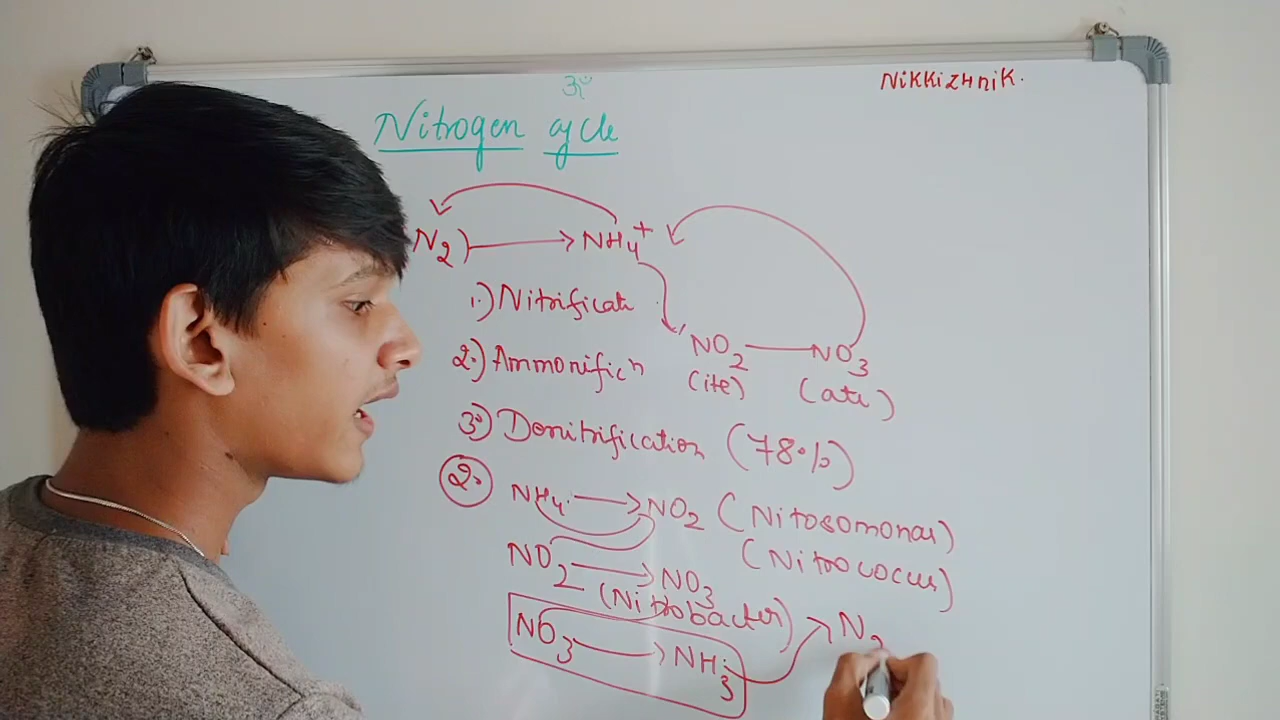 ॐ
NiKKiZHniK.
Nitrogen cycle
N2) → NH4+
1.) Nitrificati
NO2 — NO3
2.) Ammonific^n
(ite) (ate)
3.) Denitrification (78%)
2.
NH4. → NO2 (Nitosomonas)
(Nitrococus)
NO2 → NO3
(Nitrobacter)
NO3 → NH3 → N2